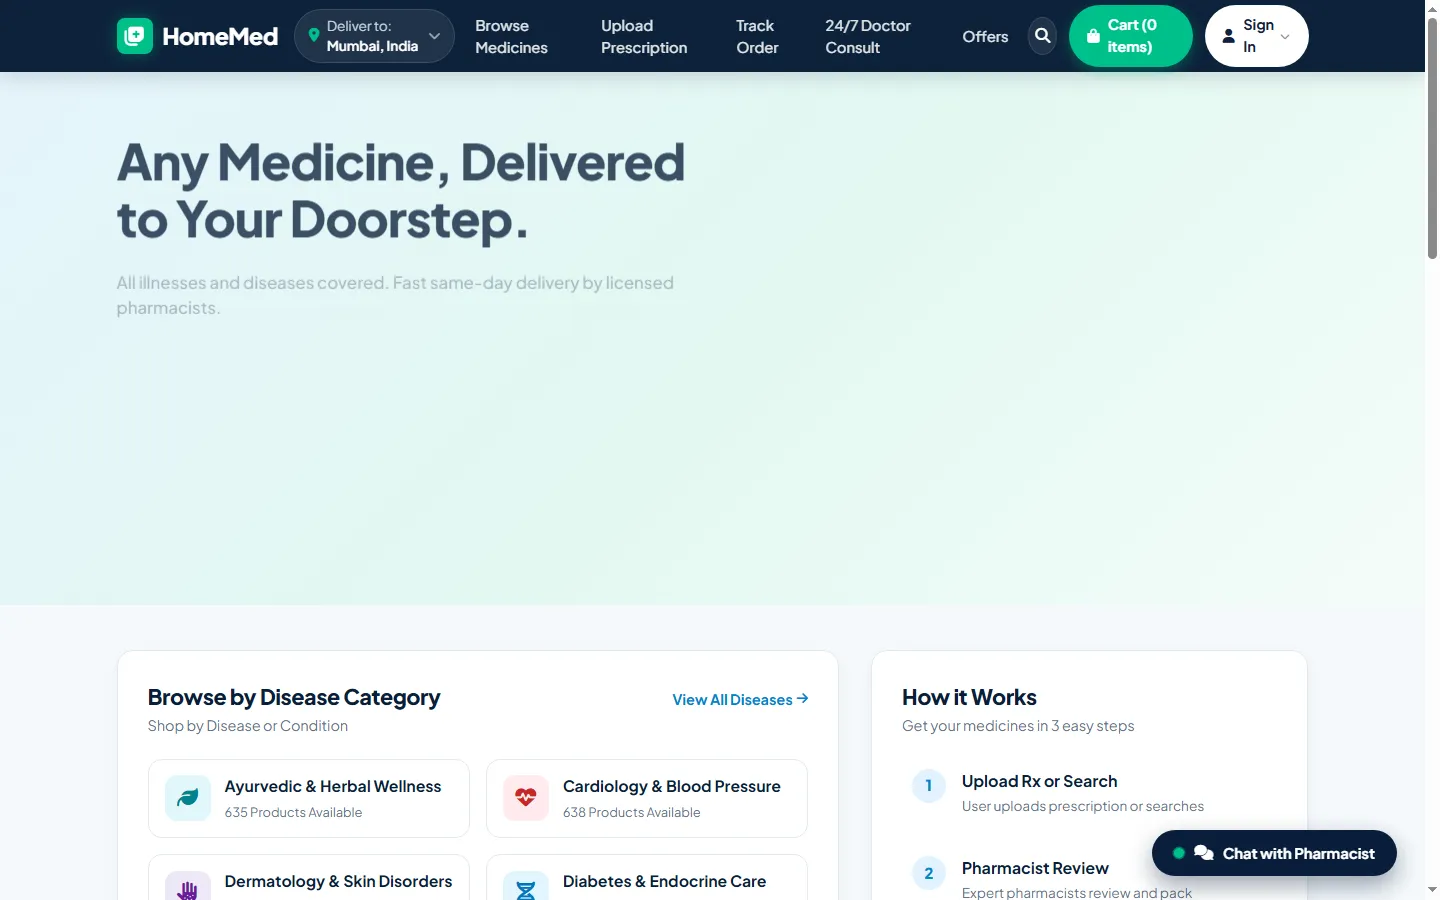 HomeMed
Deliver to:
Mumbai, India
Browse
Medicines
Upload
Prescription
Track
Order
24/7 Doctor
Consult
Offers
Cart (0
items)
Sign
In
Any Medicine, Delivered
to Your Doorstep.
All illnesses and diseases covered. Fast same-day delivery by licensed
pharmacists.
Browse by Disease Category
View All Diseases
Shop by Disease or Condition
Ayurvedic & Herbal Wellness
635 Products Available
Cardiology & Blood Pressure
638 Products Available
Dermatology & Skin Disorders
Diabetes & Endocrine Care
How it Works
Get your medicines in 3 easy steps
1
Upload Rx or Search
User uploads prescription or searches
2
Pharmacist Review
Expert pharmacists review and pack
Chat with Pharmacist